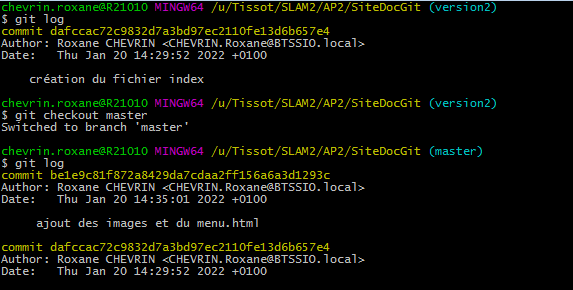 chevrin.roxane@R21010 MINGW64 /u/Tissot/SLAM2/AP2/SiteDocGit (version2)
$ git log
commit dafccac72c9832d7a3bd97ec2110fe13d6b657e4
Author: Roxane CHEVRIN <CHEVRIN.Roxane@BTSSIO.local>
Date:   Thu Jan 20 14:29:52 2022 +0100
création du fichier index
chevrin.roxane@R21010 MINGW64 /u/Tissot/SLAM2/AP2/SiteDocGit (version2)
$ git checkout master
Switched to branch 'master'
chevrin.roxane@R21010 MINGW64 /u/Tissot/SLAM2/AP2/SiteDocGit (master)
$ git log
commit be1e9c81f872a8429da7cdaa2ff156a6a3d1293c
Author: Roxane CHEVRIN <CHEVRIN.Roxane@BTSSIO.local>
Date:   Thu Jan 20 14:35:01 2022 +0100
ajout des images et du menu.html
commit dafccac72c9832d7a3bd97ec2110fe13d6b657e4
Author: Roxane CHEVRIN <CHEVRIN.Roxane@BTSSIO.local>
Date:   Thu Jan 20 14:29:52 2022 +0100